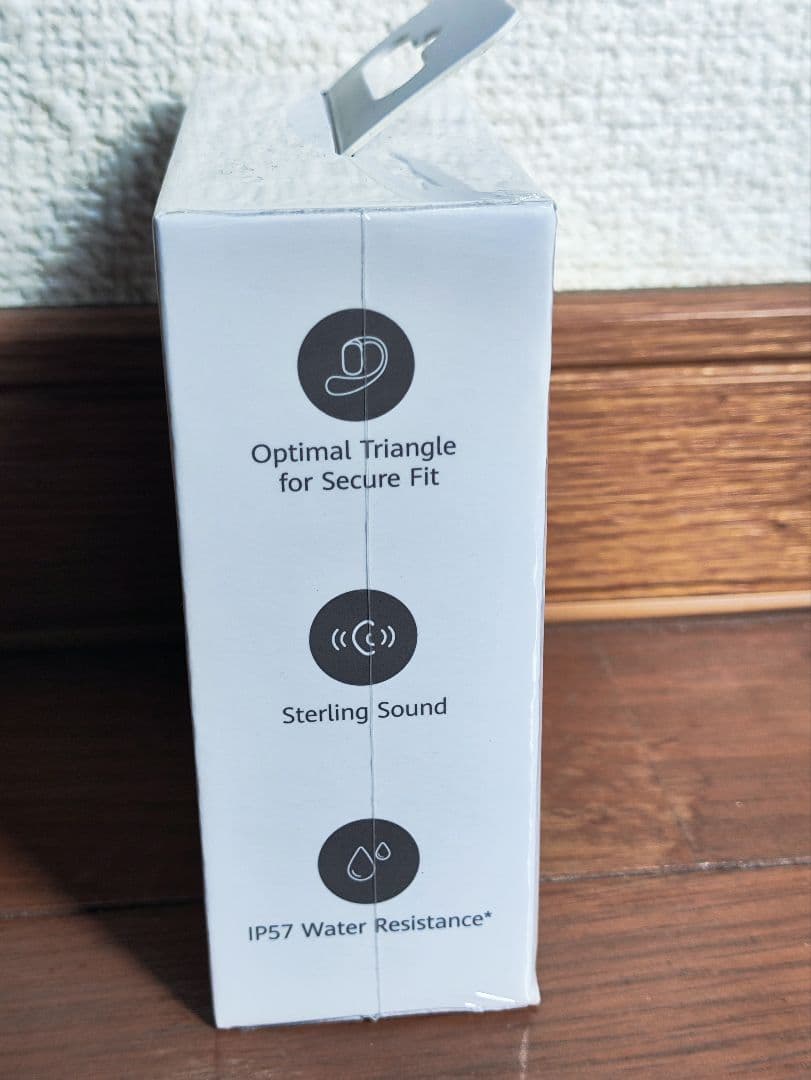 Optimal Triangle
for Secure Fit
Sterling Sound
IP57 Water Resistance*